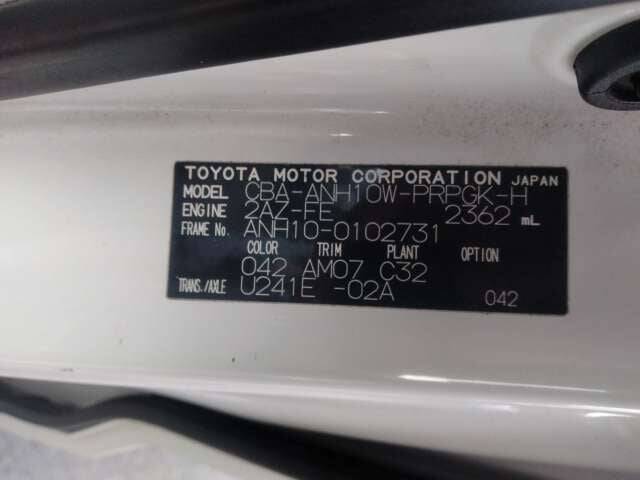 TOYOTA MOTOR CORPORATION JAPAN
MODEL CBA-ANH10W-PRPGK-H
ENGINE 2AZ-FE 2362 mL
FRAME No. ANH10-0102731
COLOR TRIM PLANT OPTION
042 AM07 C32
TRANS./AXLE U241E -02A 042